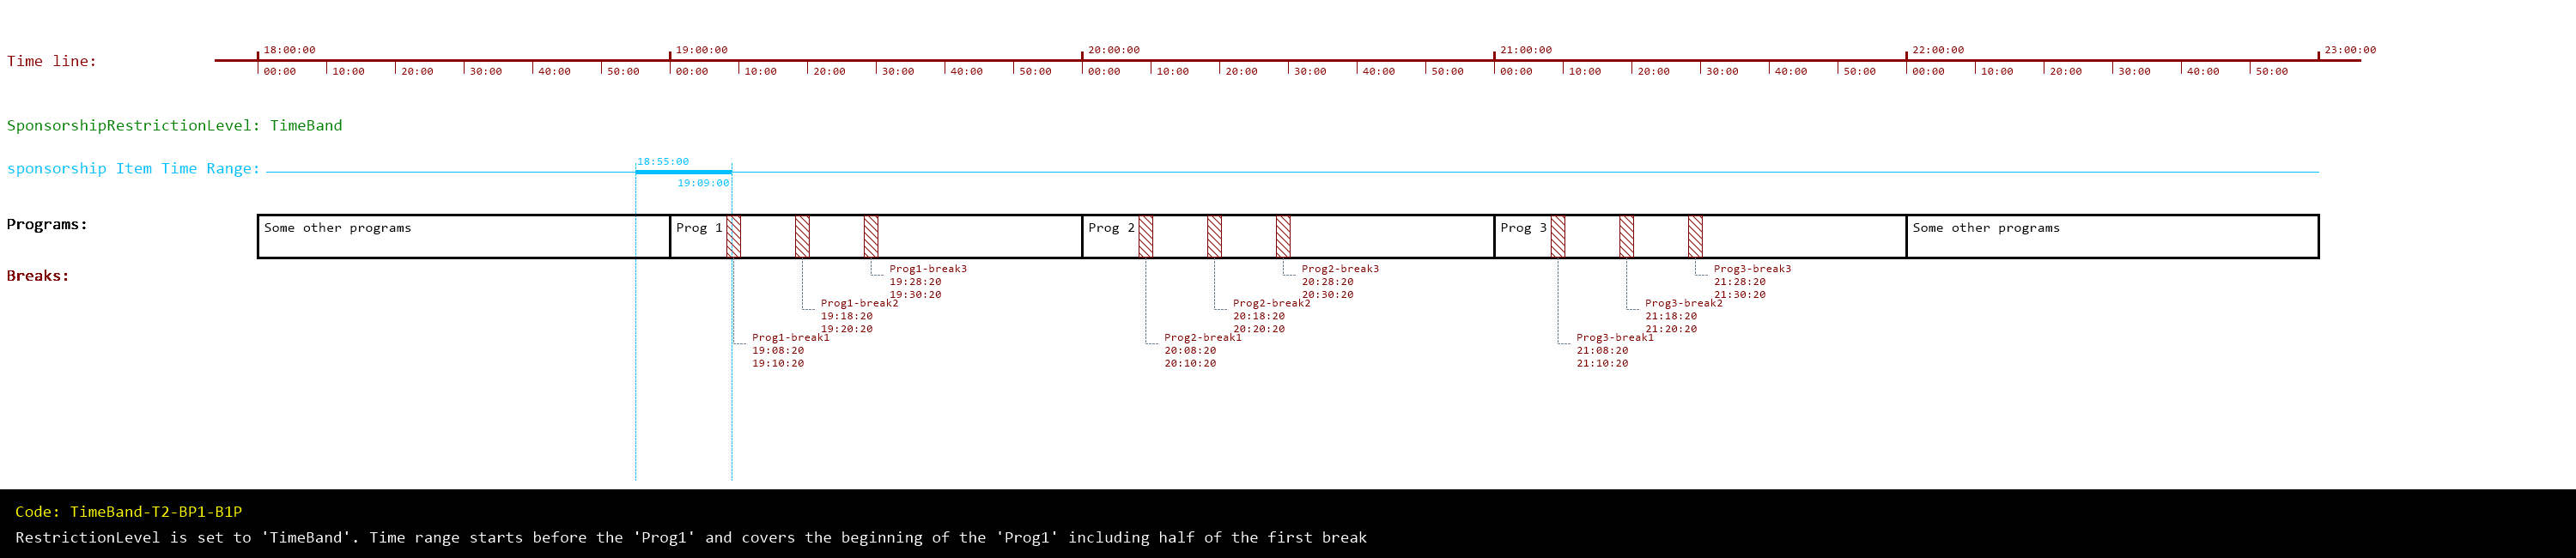 Time line:
18:00:00 19:00:00 20:00:00 21:00:00 22:00:00 23:00:00
00:00 10:00 20:00 30:00 40:00 50:00 00:00 10:00 20:00 30:00 40:00 50:00 00:00 10:00 20:00 30:00 40:00 50:00 00:00 10:00 20:00 30:00 40:00 50:00 00:00 10:00 20:00 30:00 40:00 50:00
SponsorshipRestrictionLevel: TimeBand
sponsorship Item Time Range:
18:55:00
19:09:00
Programs:
Some other programs
Prog 1
Prog 2
Prog 3
Some other programs
Breaks:
Prog1-break3
19:28:20
19:30:20
Prog1-break2
19:18:20
19:20:20
Prog1-break1
19:08:20
19:10:20
Prog2-break3
20:28:20
20:30:20
Prog2-break2
20:18:20
20:20:20
Prog2-break1
20:08:20
20:10:20
Prog3-break3
21:28:20
21:30:20
Prog3-break2
21:18:20
21:20:20
Prog3-break1
21:08:20
21:10:20
Code: TimeBand-T2-BP1-B1P
RestrictionLevel is set to 'TimeBand'. Time range starts before the 'Prog1' and covers the beginning of the 'Prog1' including half of the first break